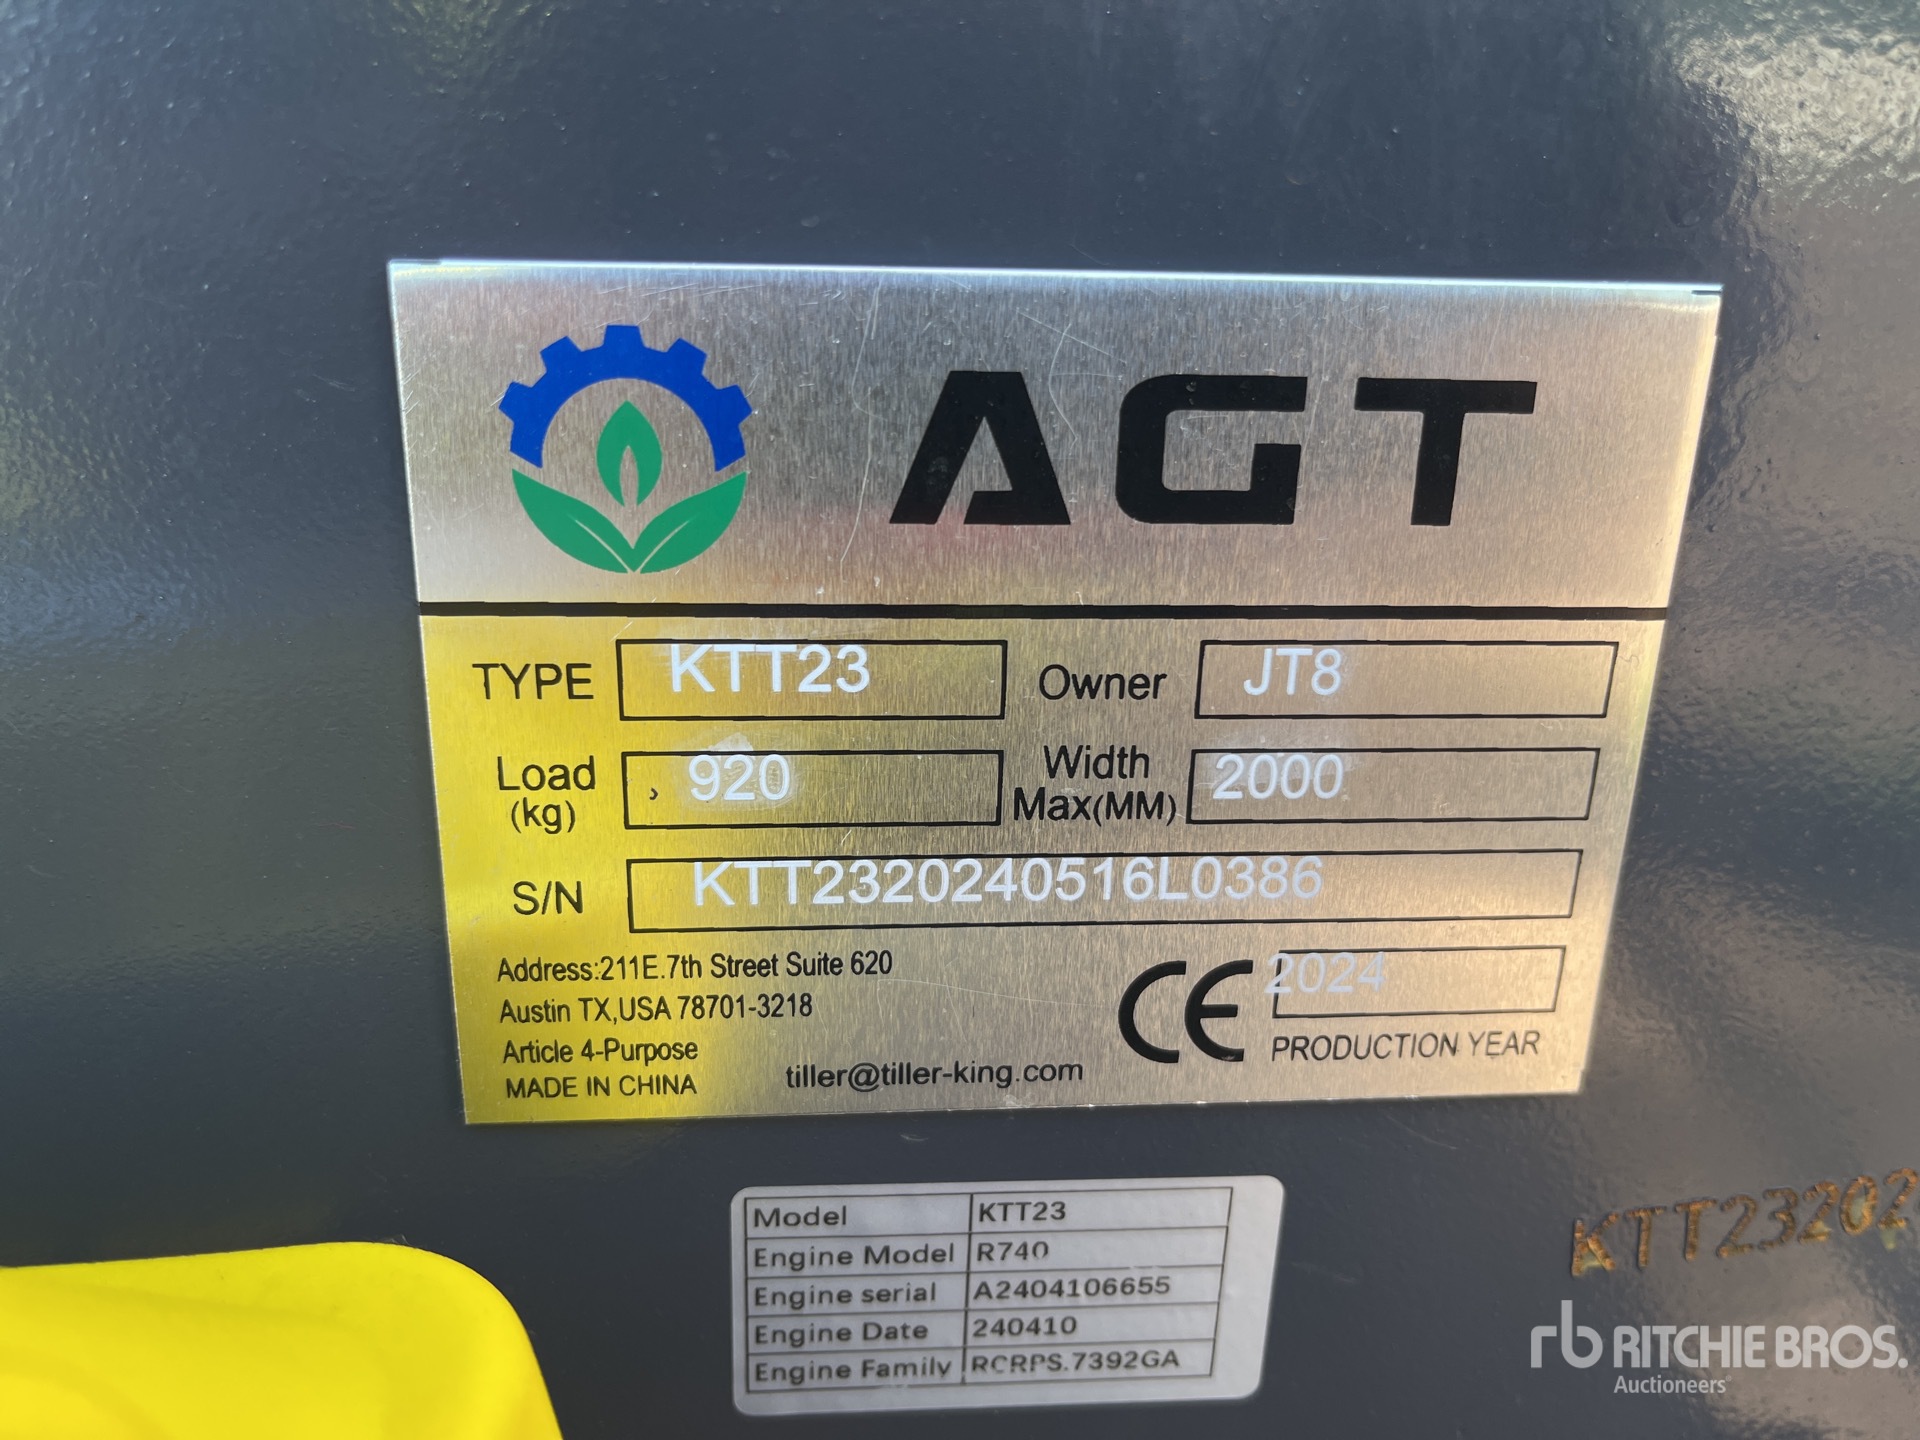 AGT
TYPE KTT23 Owner JT8
Load (kg) 920 Width Max(MM) 2000
S/N KTT2320240516L0386
Address:211E.7th Street Suite 620
Austin TX,USA 78701-3218
Article 4-Purpose
MADE IN CHINA
tiller@tiller-king.com
CE 2024
PRODUCTION YEAR
Model KTT23
Engine Model R740
Engine serial A2404106655
Engine Date 240410
Engine Family RCRPS.7392GA
KTT23202
rb RITCHIE BROS.
Auctioneers